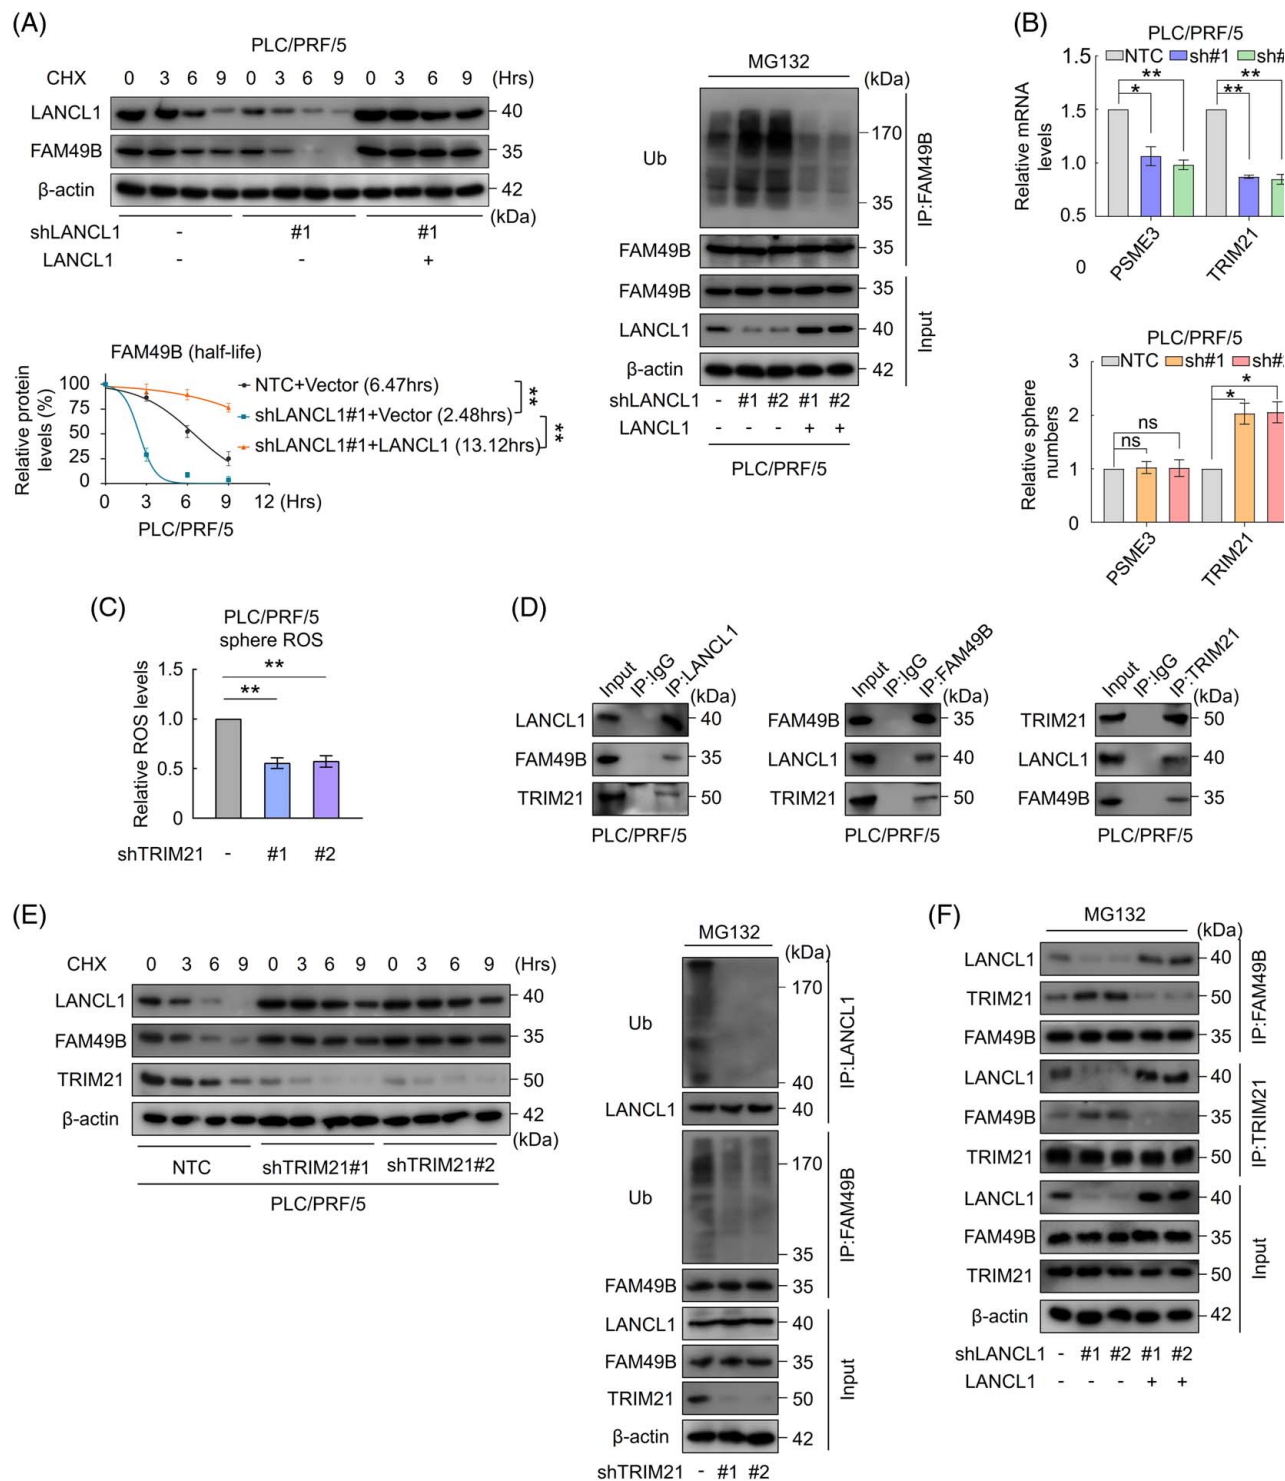 (A)
PLC/PRF/5
CHX 0 3 6 9 0 3 6 9 0 3 6 9 (Hrs)
LANCL1 40
FAM49B 35
β-actin 42
(kDa)
shLANCL1 - #1 #1
LANCL1 - - +
FAM49B (half-life)
Relative protein
levels (%)
100
75
50
25
0
0 3 6 9 12 (Hrs)
NTC+Vector (6.47hrs)
shLANCL1#1+Vector (2.48hrs)
shLANCL1#1+LANCL1 (13.12hrs)
**
**
PLC/PRF/5
MG132
(kDa)
Ub 170
35
IP:FAM49B
FAM49B 35
FAM49B 35
LANCL1 40
β-actin 42
Input
shLANCL1 - #1 #2 #1 #2
LANCL1 - - - + +
PLC/PRF/5
(B)
PLC/PRF/5
NTC sh#1 sh#
Relative mRNA
levels
1.5
1.5
1.0
0.5
0
** **
* **
PSME3 TRIM21
PLC/PRF/5
NTC sh#1 sh#2
Relative sphere
numbers
3
2
1
0
ns
ns
*
*
PSME3 TRIM21
(C)
PLC/PRF/5
sphere ROS
Relative ROS levels
1.5
1.0
0.5
0
**
**
shTRIM21 - #1 #2
(D)
Input IP:IgG IP:LANCL1
(kDa)
LANCL1 40
FAM49B 35
TRIM21 50
PLC/PRF/5
Input IP:IgG IP:FAM49B
(kDa)
FAM49B 35
LANCL1 40
TRIM21 50
PLC/PRF/5
Input IP:IgG IP:TRIM21
(kDa)
TRIM21 50
LANCL1 40
FAM49B 35
PLC/PRF/5
(E)
CHX 0 3 6 9 0 3 6 9 0 3 6 9 (Hrs)
LANCL1 40
FAM49B 35
TRIM21 50
β-actin 42
(kDa)
NTC shTRIM21#1 shTRIM21#2
PLC/PRF/5
MG132
(kDa)
Ub 170
40
LANCL1 40
IP:LANCL1
Ub 170
35
FAM49B 35
IP:FAM49B
LANCL1 40
FAM49B 35
TRIM21 50
β-actin 42
Input
shTRIM21 - #1 #2
(F)
MG132
(kDa)
LANCL1 40
TRIM21 50
FAM49B 35
IP:FAM49B
LANCL1 40
FAM49B 35
TRIM21 50
IP:TRIM21
LANCL1 40
FAM49B 35
TRIM21 50
β-actin 42
Input
shLANCL1 - #1 #2 #1 #2
LANCL1 - - - + +